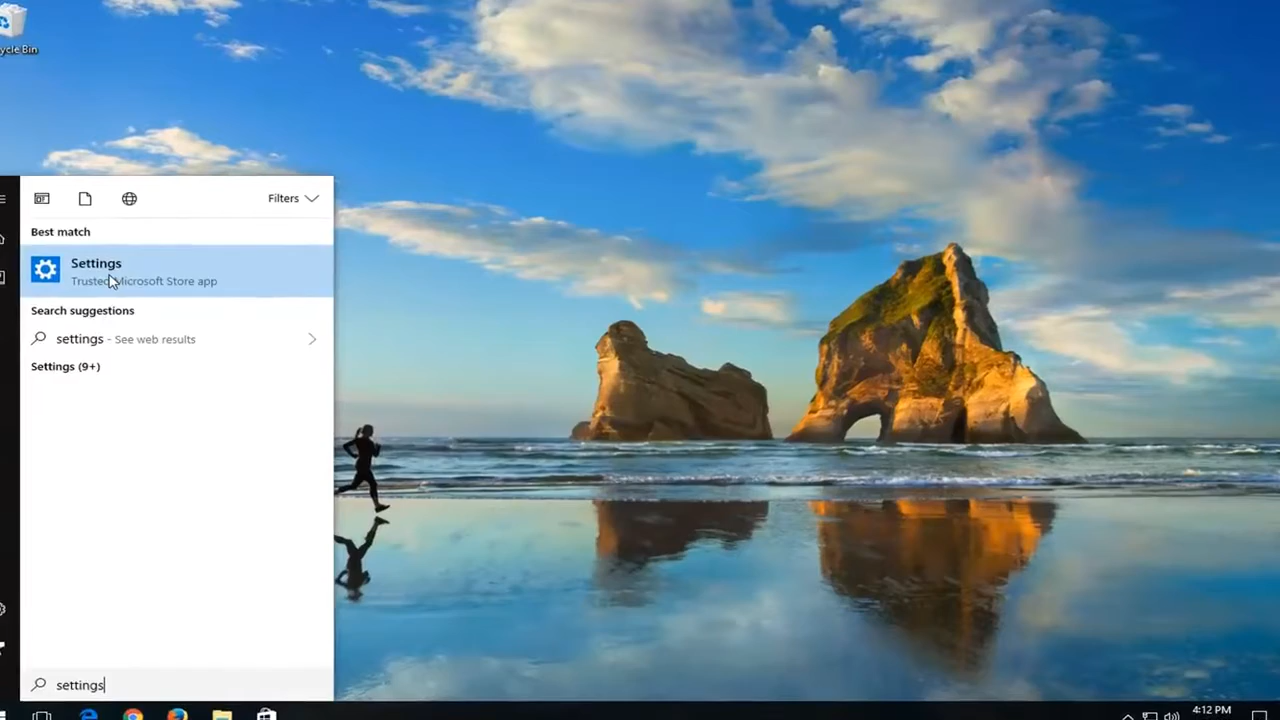 ycle Bin
Filters
Best match
Settings
Trusted Microsoft Store app
Search suggestions
settings - See web results
Settings (9+)
settings
4:12 PM